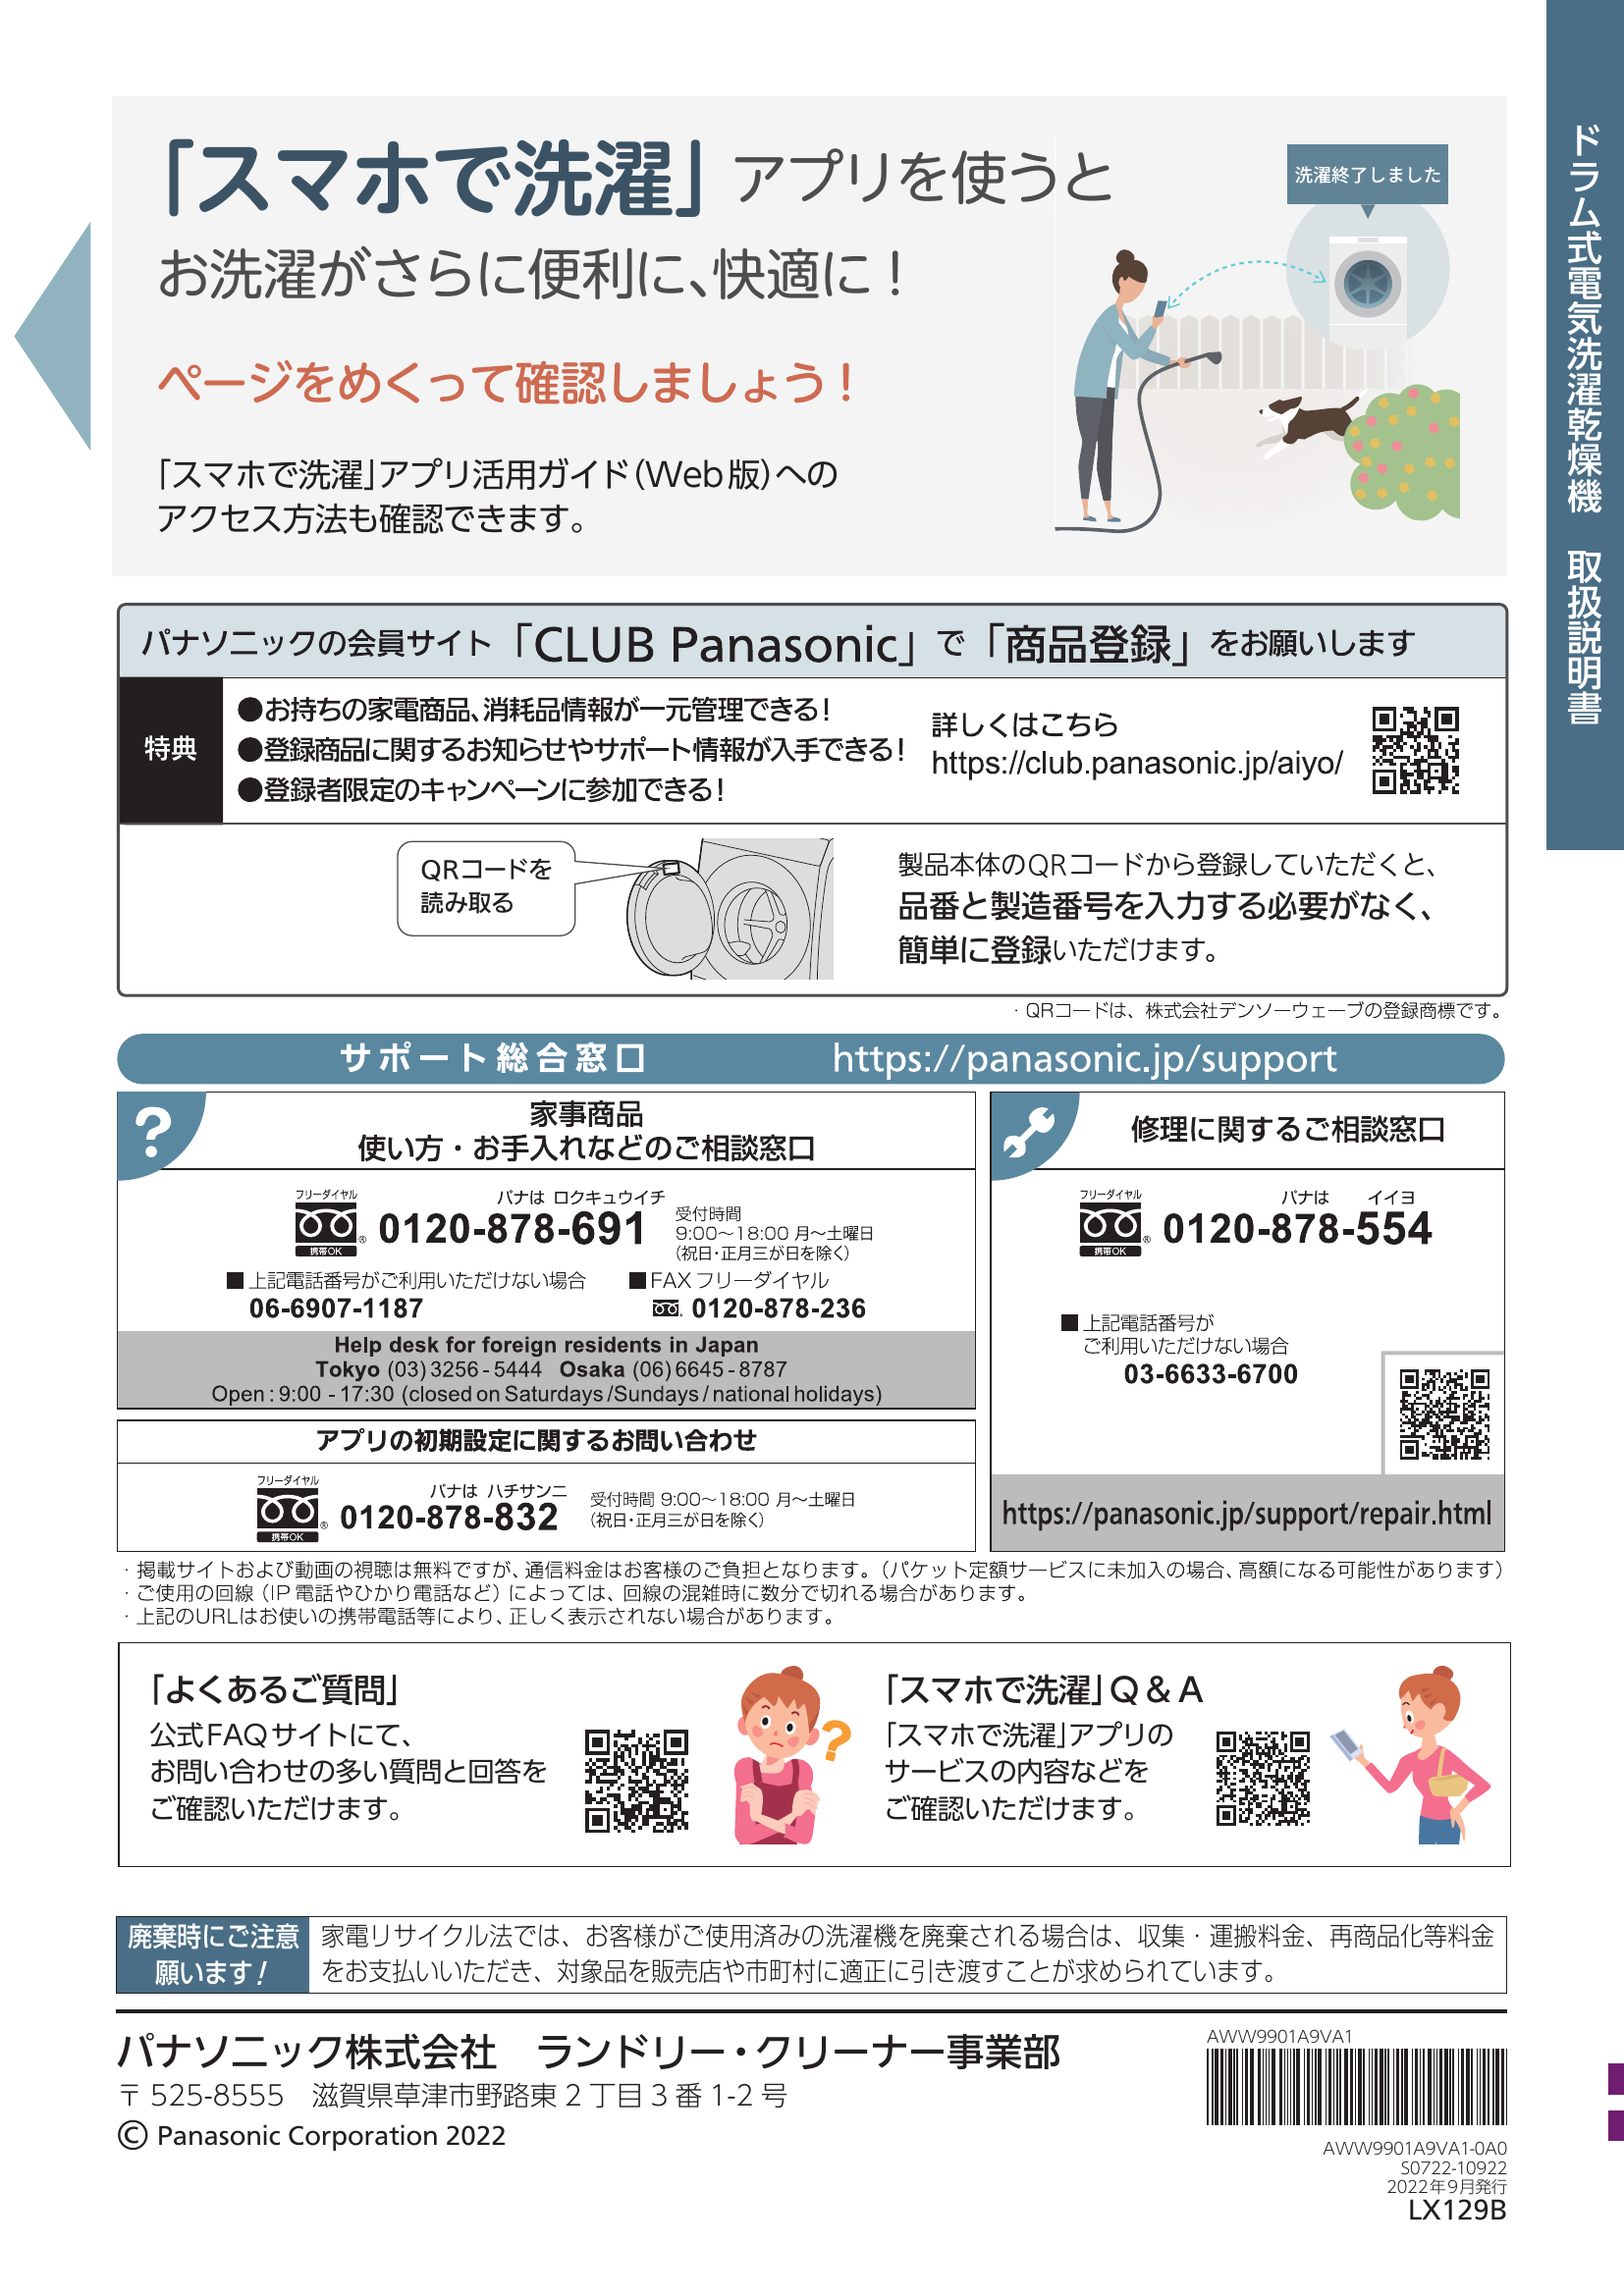 「スマホで洗濯」アプリを使うと
お洗濯がさらに便利に、快適に！
ページをめくって確認しましょう！
「スマホで洗濯」アプリ活用ガイド（Web版）への
アクセス方法も確認できます。
洗濯終了しました
ドラム式電気洗濯乾燥機　取扱説明書
パナソニックの会員サイト「CLUB Panasonic」で「商品登録」をお願いします
特典
●お持ちの家電商品、消耗品情報が一元管理できる！
●登録商品に関するお知らせやサポート情報が入手できる！
●登録者限定のキャンペーンに参加できる！
詳しくはこちら
https://club.panasonic.jp/aiyo/
QRコードを
読み取る
製品本体のQRコードから登録していただくと、
品番と製造番号を入力する必要がなく、
簡単に登録いただけます。
・QRコードは、株式会社デンソーウェーブの登録商標です。
サポート総合窓口　https://panasonic.jp/support
?
家事商品
使い方・お手入れなどのご相談窓口
フリーダイヤル
携帯OK
®
パナは ロクキュウイチ
0120-878-691
受付時間
9:00～18:00 月～土曜日
（祝日・正月三が日を除く）
■上記電話番号がご利用いただけない場合
06-6907-1187
■FAX フリーダイヤル
0120-878-236
Help desk for foreign residents in Japan
Tokyo (03) 3256 - 5444 Osaka (06) 6645 - 8787
Open : 9:00 - 17:30 (closed on Saturdays /Sundays / national holidays)
アプリの初期設定に関するお問い合わせ
フリーダイヤル
携帯OK
®
パナは ハチサンニ
0120-878-832
受付時間 9:00～18:00 月～土曜日
（祝日・正月三が日を除く）
修理に関するご相談窓口
フリーダイヤル
携帯OK
®
パナは　イイヨ
0120-878-554
■上記電話番号が
ご利用いただけない場合
03-6633-6700
https://panasonic.jp/support/repair.html
・掲載サイトおよび動画の視聴は無料ですが、通信料金はお客様のご負担となります。（パケット定額サービスに未加入の場合、高額になる可能性があります）
・ご使用の回線（IP 電話やひかり電話など）によっては、回線の混雑時に数分で切れる場合があります。
・上記のURLはお使いの携帯電話等により、正しく表示されない場合があります。
「よくあるご質問」
公式FAQサイトにて、
お問い合わせの多い質問と回答を
ご確認いただけます。
?
「スマホで洗濯」Q & A
「スマホで洗濯」アプリの
サービスの内容などを
ご確認いただけます。
廃棄時にご注意
願います！
家電リサイクル法では、お客様がご使用済みの洗濯機を廃棄される場合は、収集・運搬料金、再商品化等料金
をお支払いいただき、対象品を販売店や市町村に適正に引き渡すことが求められています。
パナソニック株式会社　ランドリー・クリーナー事業部
〒 525-8555　滋賀県草津市野路東 2 丁目 3 番 1-2 号
© Panasonic Corporation 2022
AWW9901A9VA1
AWW9901A9VA1-0A0
S0722-10922
2022年9月発行
LX129B